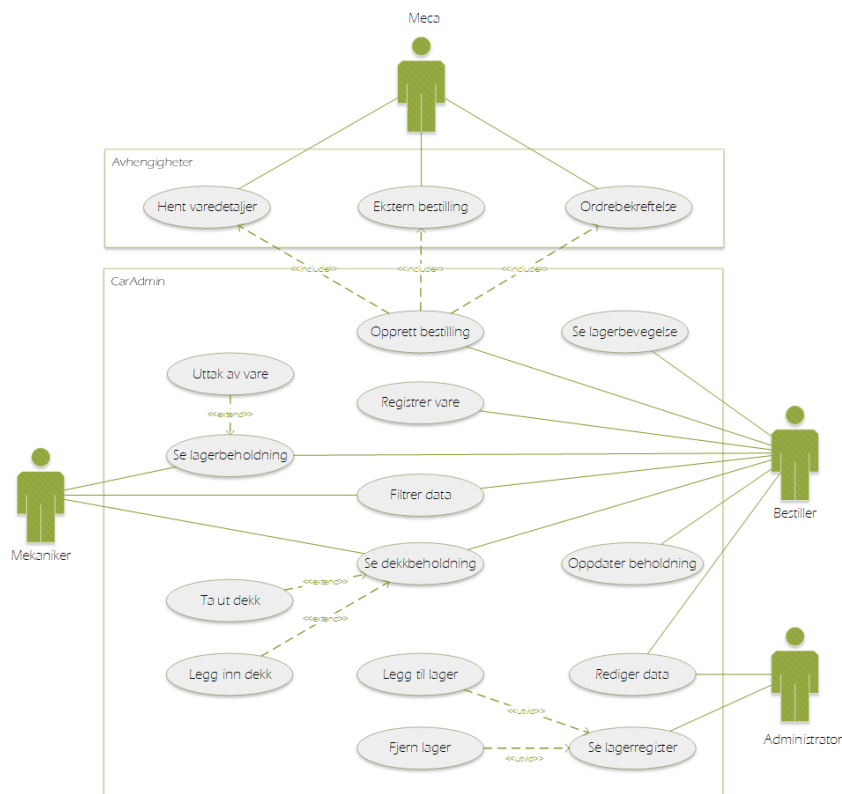 Meca
Avhengigheter
Hent varedetaljer
Ekstern bestilling
Ordrebekreftelse
<<include>>
<<include>>
<<include>>
CarAdmin
Opprett bestilling
Se lagerbevegelse
Uttak av vare
Registrer vare
<<extend>>
Se lagerbeholdning
Filtrer data
Bestiller
Mekaniker
Se dekkbeholdning
Oppdater beholdning
<<extend>>
Ta ut dekk
<<extend>>
Legg inn dekk
Legg til lager
Rediger data
<<utvid>>
Administrator
Fjern lager
Se lagerregister
<<utvid>>